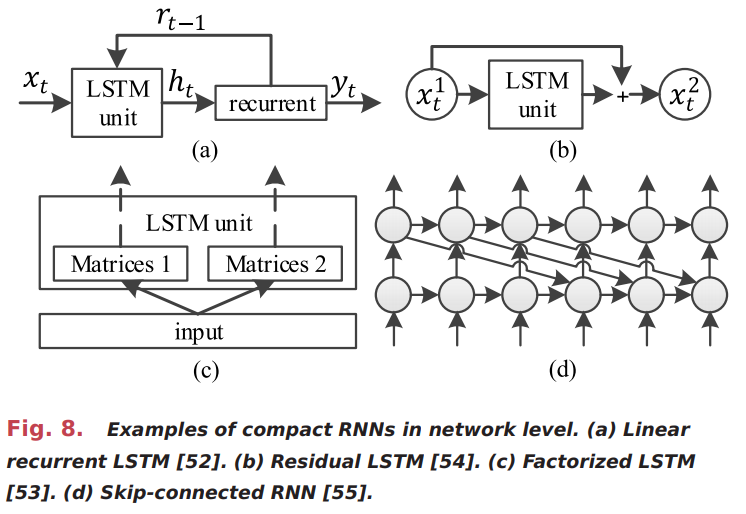 r_{t−1}
x_t
LSTM
unit
h_t
recurrent
y_t
(a)
x_t^1
LSTM
unit
+
x_t^2
(b)
LSTM unit
Matrices 1
Matrices 2
input
(c)
(d)
Fig. 8. Examples of compact RNNs in network level. (a) Linear
recurrent LSTM [52]. (b) Residual LSTM [54]. (c) Factorized LSTM
[53]. (d) Skip-connected RNN [55].